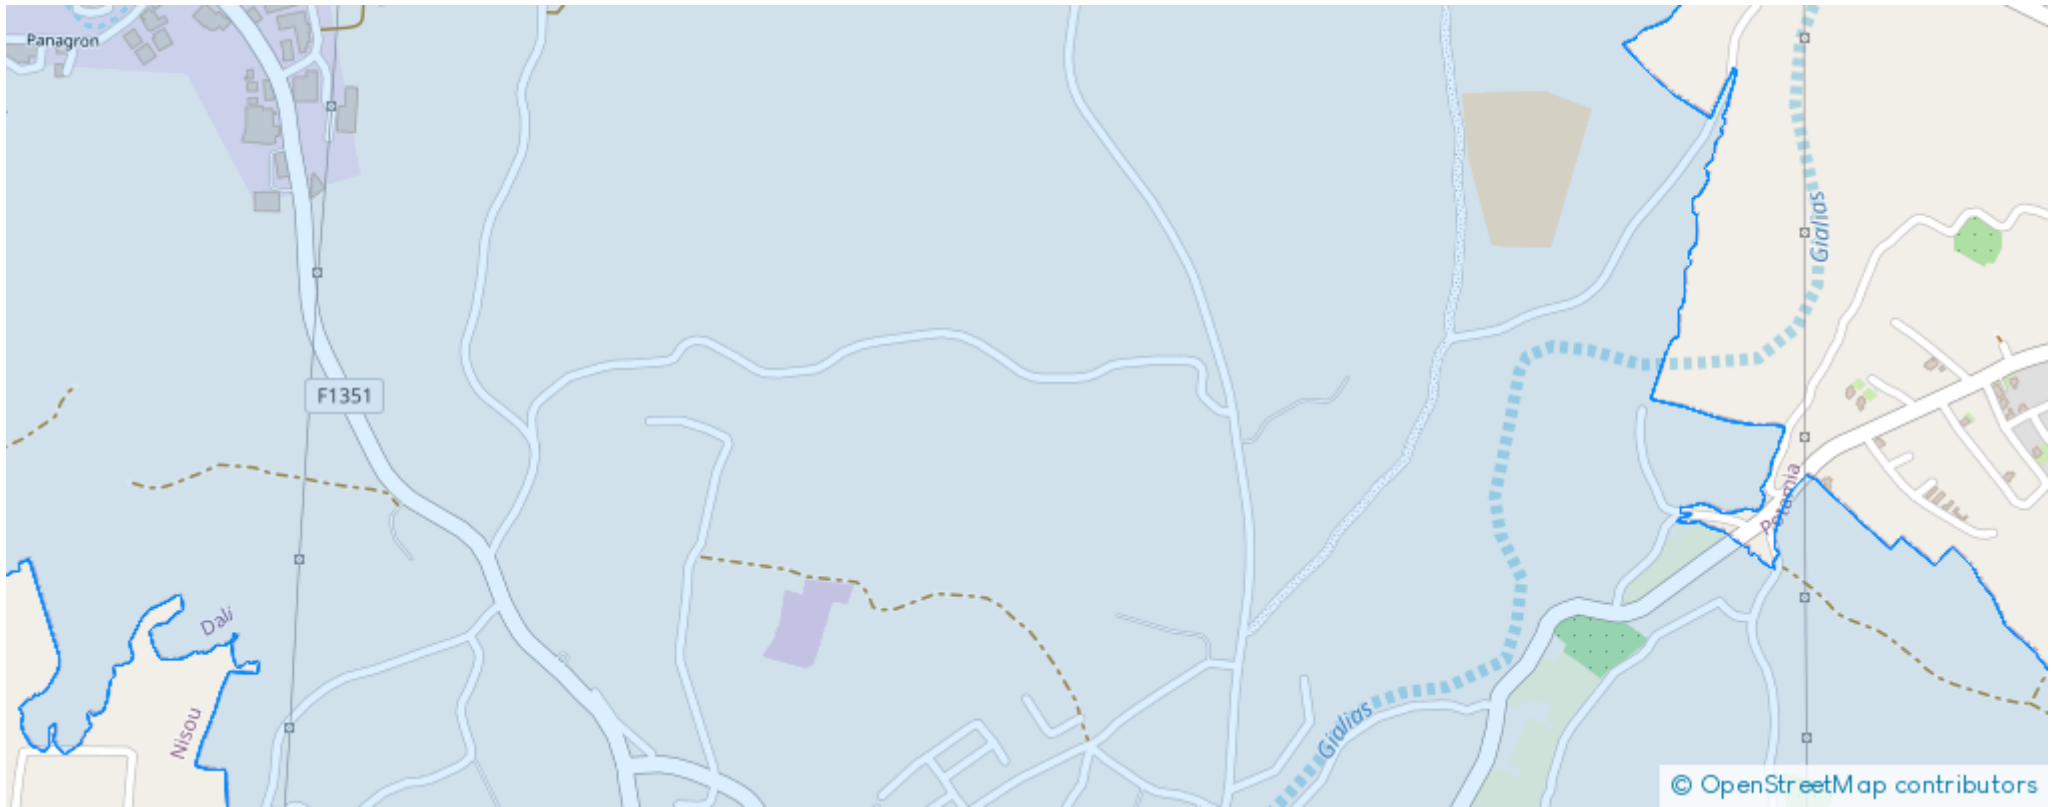 Panagron
Gialias
F1351
Potamia
Dali
Nisou
Gialias
© OpenStreetMap contributors